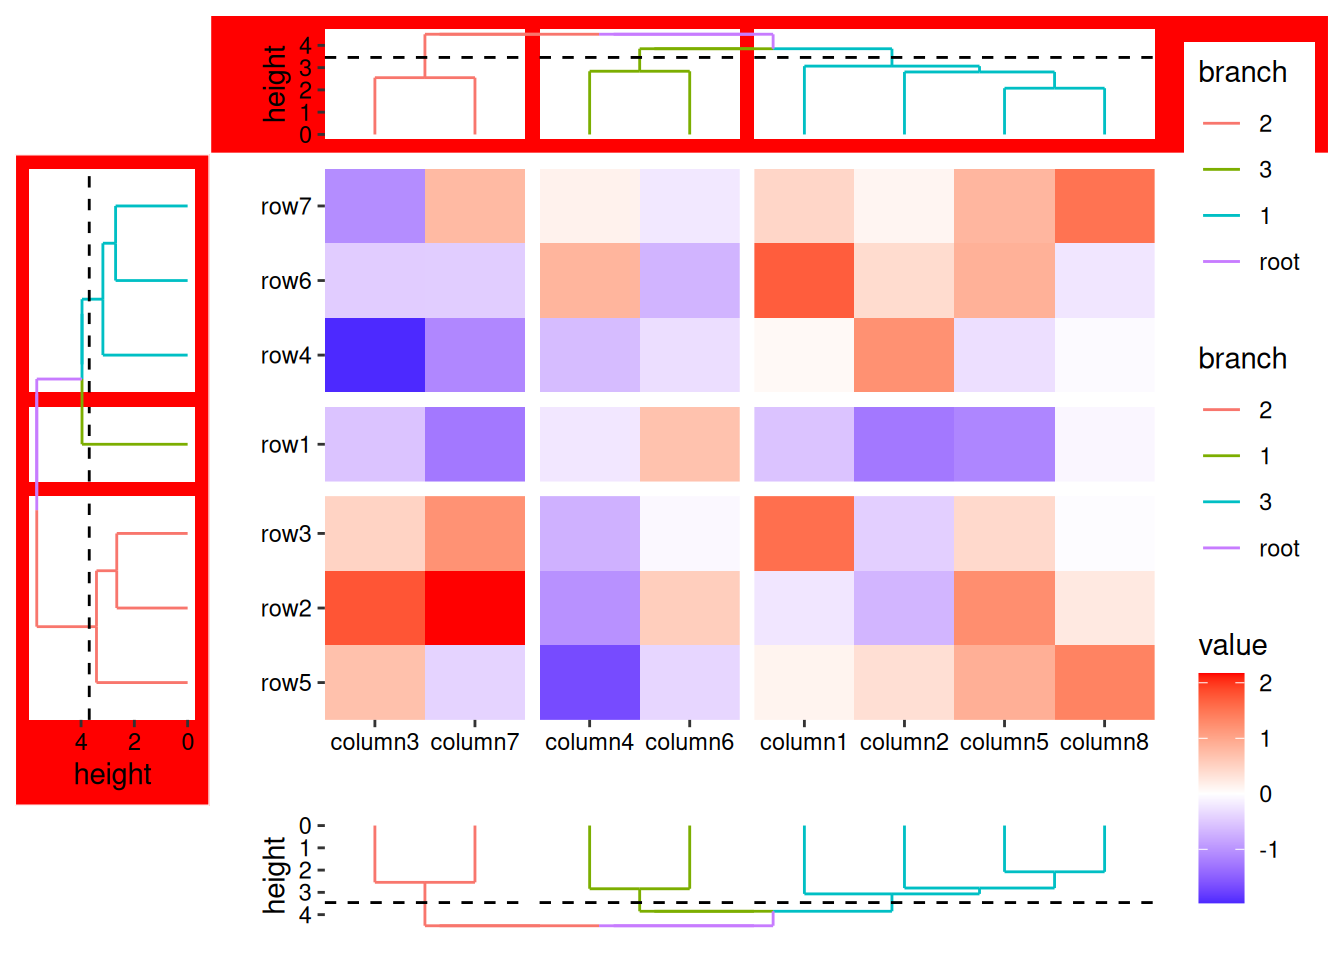 height
4
3
2
1
0
branch
2
3
1
root
row7
row6
row4
row1
row3
row2
row5
4 2 0
height
column3 column7 column4 column6 column1 column2 column5 column8
branch
2
1
3
root
value
2
1
0
-1
height
0
1
2
3
4